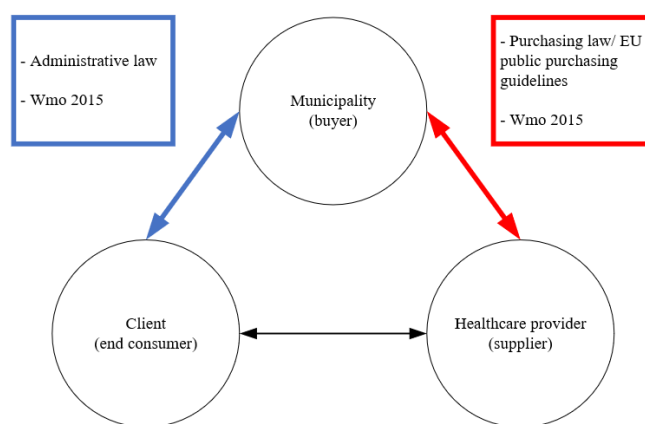 - Administrative law
- Wmo 2015
Municipality
(buyer)
- Purchasing law/ EU
public purchasing
guidelines
- Wmo 2015
Client
(end consumer)
Healthcare provider
(supplier)